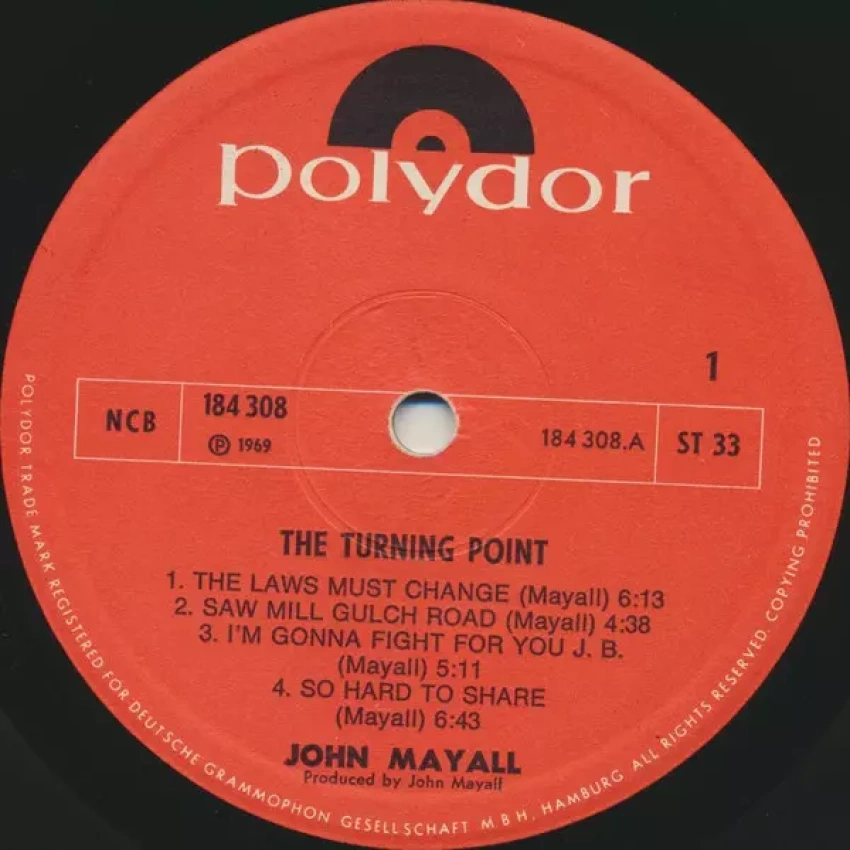 polydor
1
NCB
184 308
Ⓟ 1969
184 308.A
ST 33
THE TURNING POINT
1. THE LAWS MUST CHANGE (Mayall) 6:13
2. SAW MILL GULCH ROAD (Mayall) 4:38
3. I'M GONNA FIGHT FOR YOU J. B.
(Mayall) 5:11
4. SO HARD TO SHARE
(Mayall) 6:43
JOHN MAYALL
Produced by John Mayall
POLYDOR TRADE MARK REGISTERED FOR DEUTSCHE GRAMMOPHON GESELLSCHAFT M.B.H. HAMBURG ALL RIGHTS RESERVED. COPYING PROHIBITED